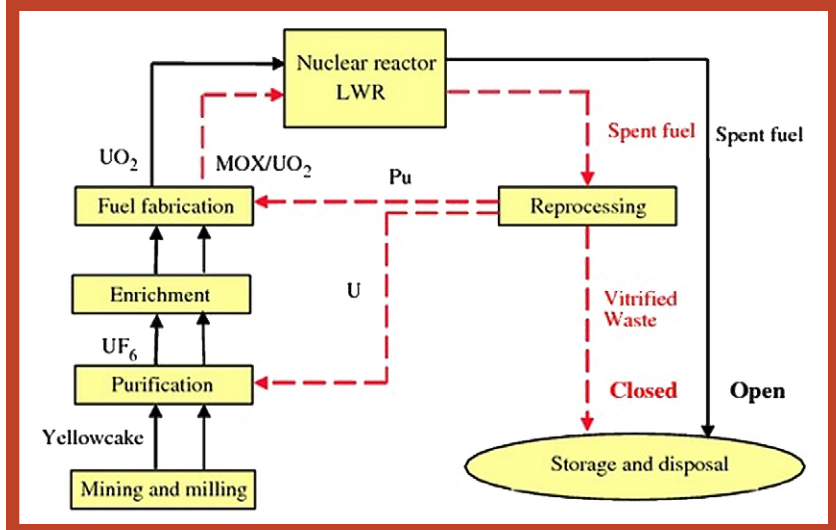 Nuclear reactor
LWR
UO₂
MOX/UO₂
Spent fuel
Spent fuel
Pu
Fuel fabrication
Reprocessing
Enrichment
U
Vitrified
Waste
UF₆
Purification
Closed
Open
Yellowcake
Storage and disposal
Mining and milling